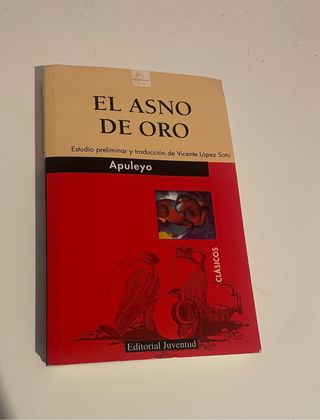 EL ASNO
DE ORO
Estudio preliminar y traducción de Vicente López Soto
Apuleyo
CLÁSICOS
Editorial Juventud